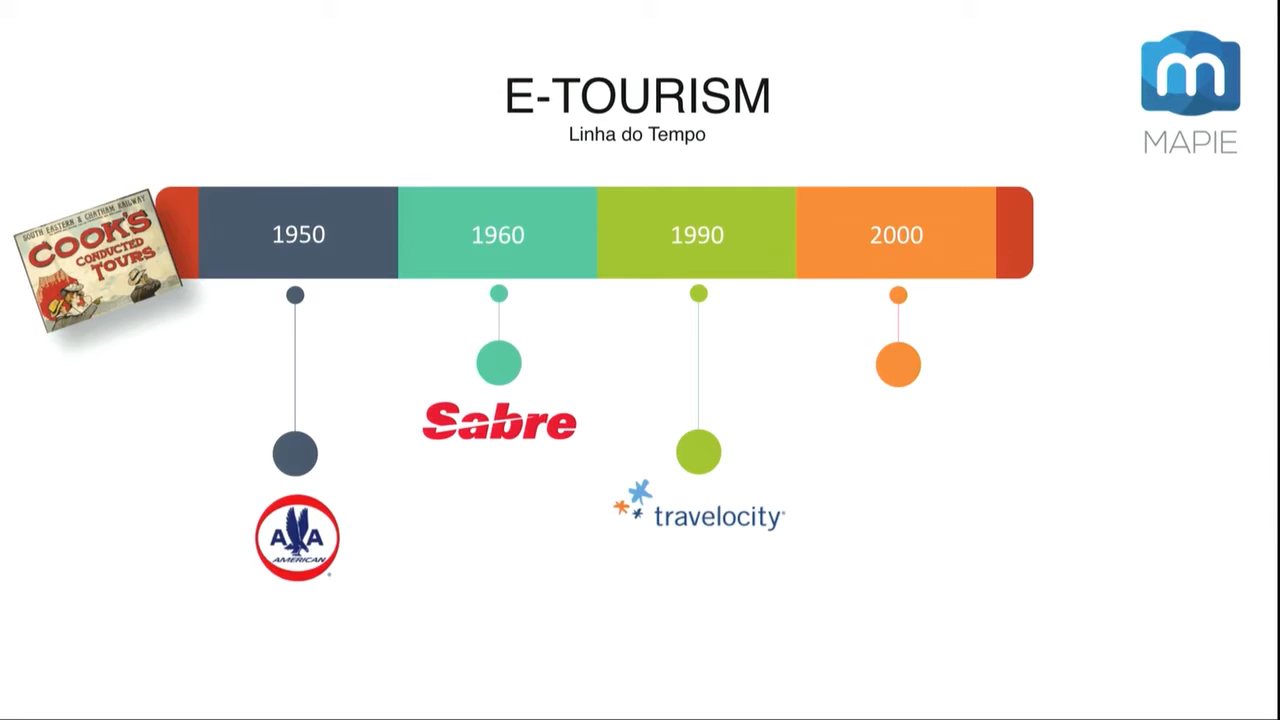 E-TOURISM
Linha do Tempo
MAPIE
SOUTH EASTERN & CHATHAM RAILWAY
COOK'S
CONDUCTED
TOURS
1950
1960
1990
2000
Sabre
travelocity
AA
AMERICAN